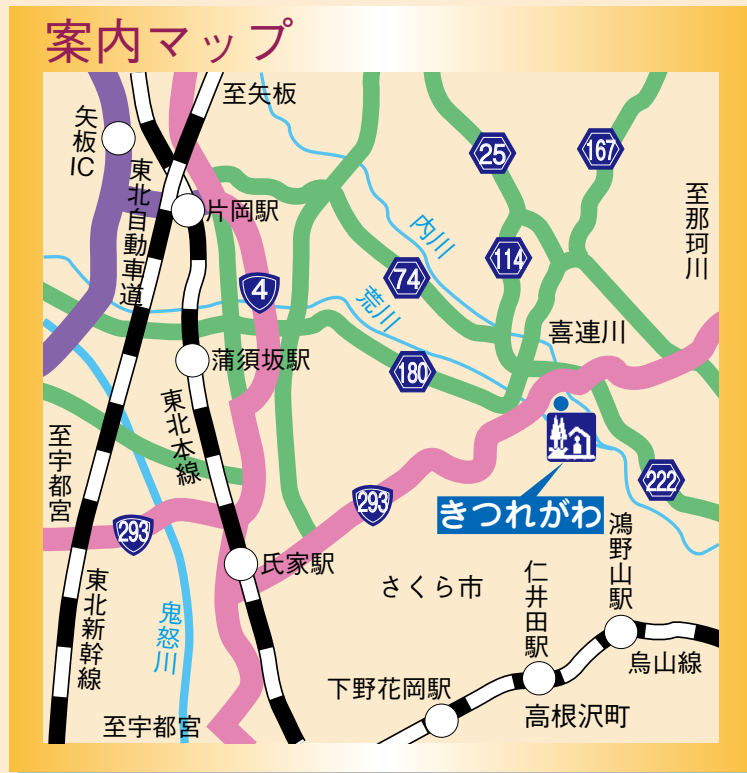 案内マップ
至矢板
矢板IC
東北自動車道
片岡駅
25
167
至那珂川
内川
114
74
4
荒川
喜連川
蒲須坂駅
180
東北本線
至宇都宮
222
きつれがわ
293
293
鴻野山駅
氏家駅
さくら市
仁井田駅
東北新幹線
鬼怒川
烏山線
下野花岡駅
高根沢町
至宇都宮